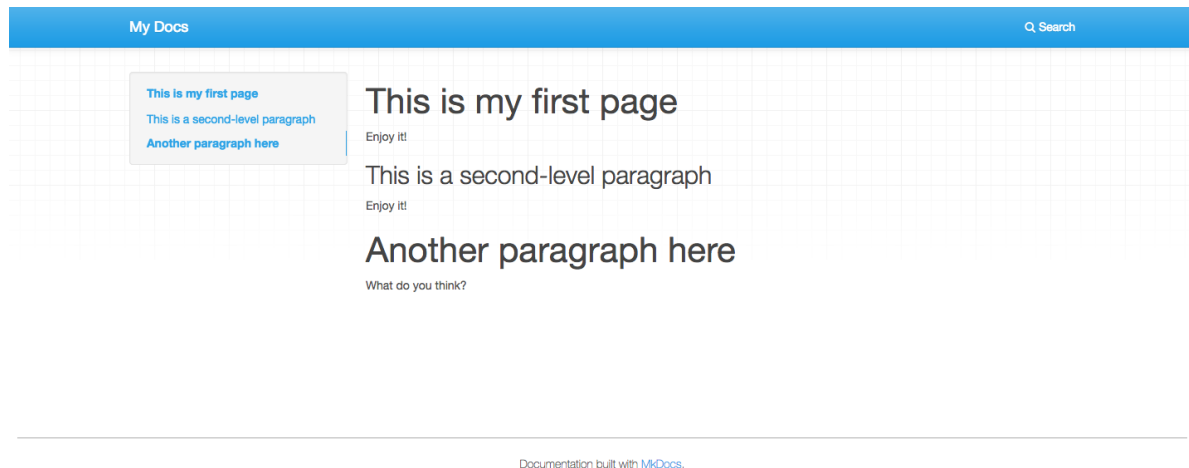 My Docs
Search
This is my first page
This is a second-level paragraph
Another paragraph here
This is my first page
Enjoy it!
This is a second-level paragraph
Enjoy it!
Another paragraph here
What do you think?
Documentation built with MkDocs.